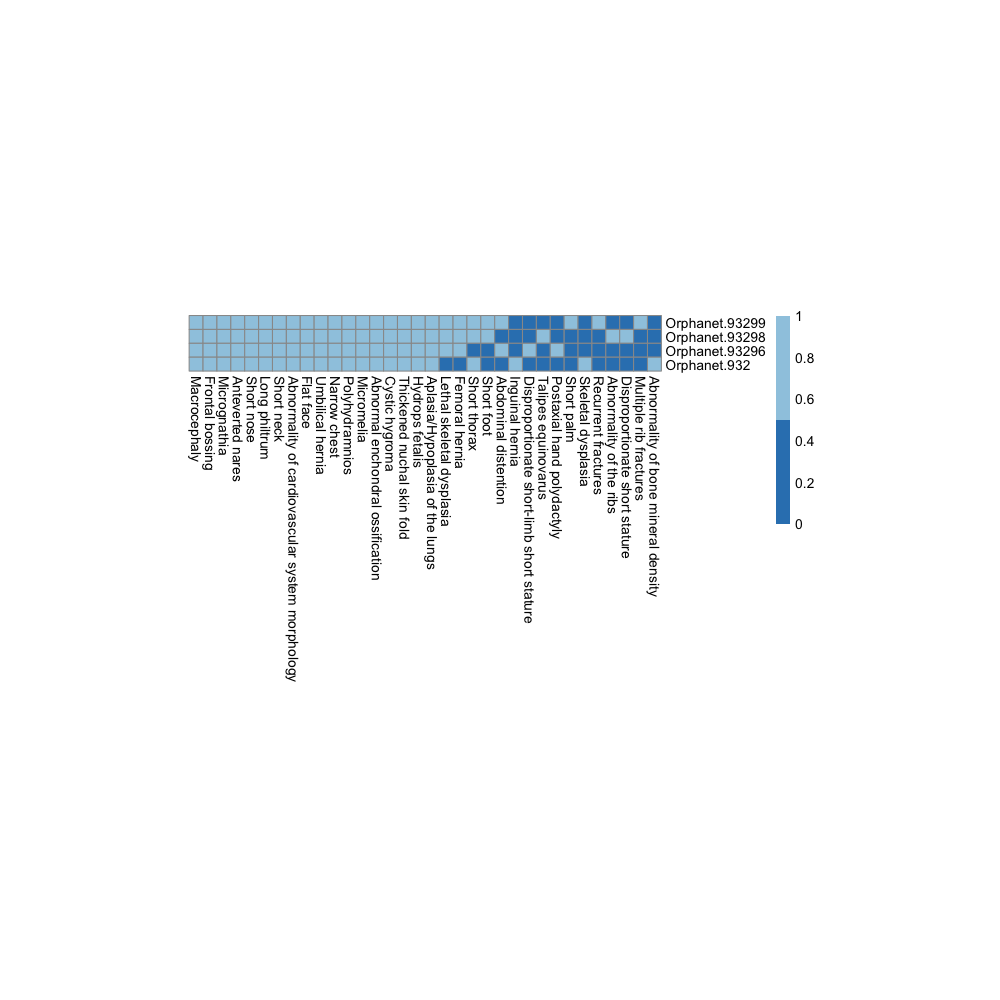 Orphanet.93299
Orphanet.93298
Orphanet.93296
Orphanet.932
1
0.8
0.6
0.4
0.2
0
Macrocephaly
Frontal bossing
Micrognathia
Anteverted nares
Short nose
Long philtrum
Short neck
Abnormality of cardiovascular system morphology
Flat face
Umbilical hernia
Narrow chest
Polyhydramnios
Micromelia
Abnormal enchondral ossification
Cystic hygroma
Thickened nuchal skin fold
Hydrops fetalis
Aplasia/Hypoplasia of the lungs
Lethal skeletal dysplasia
Femoral hernia
Short thorax
Short foot
Abdominal distention
Inguinal hernia
Disproportionate short-limb short stature
Talipes equinovarus
Postaxial hand polydactyly
Short palm
Skeletal dysplasia
Recurrent fractures
Abnormality of the ribs
Disproportionate short stature
Multiple rib fractures
Abnormality of bone mineral density